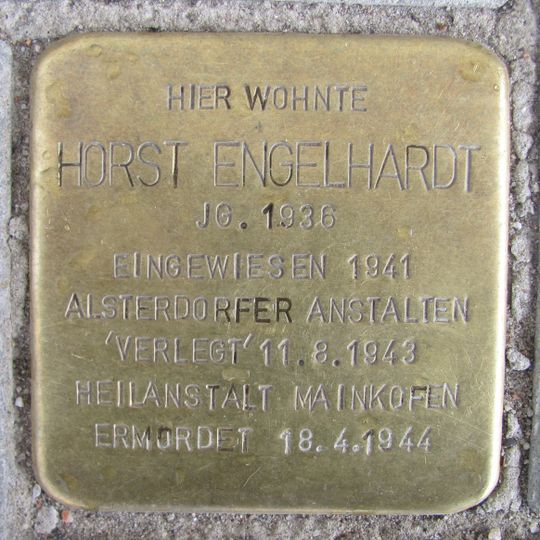 HIER WOHNTE
HORST ENGELHARDT
JG. 1936
EINGEWIESEN 1941
ALSTERDORFER ANSTALTEN
'VERLEGT' 11.8.1943
HEILANSTALT MAINKOFEN
ERMORDET 18.4.1944